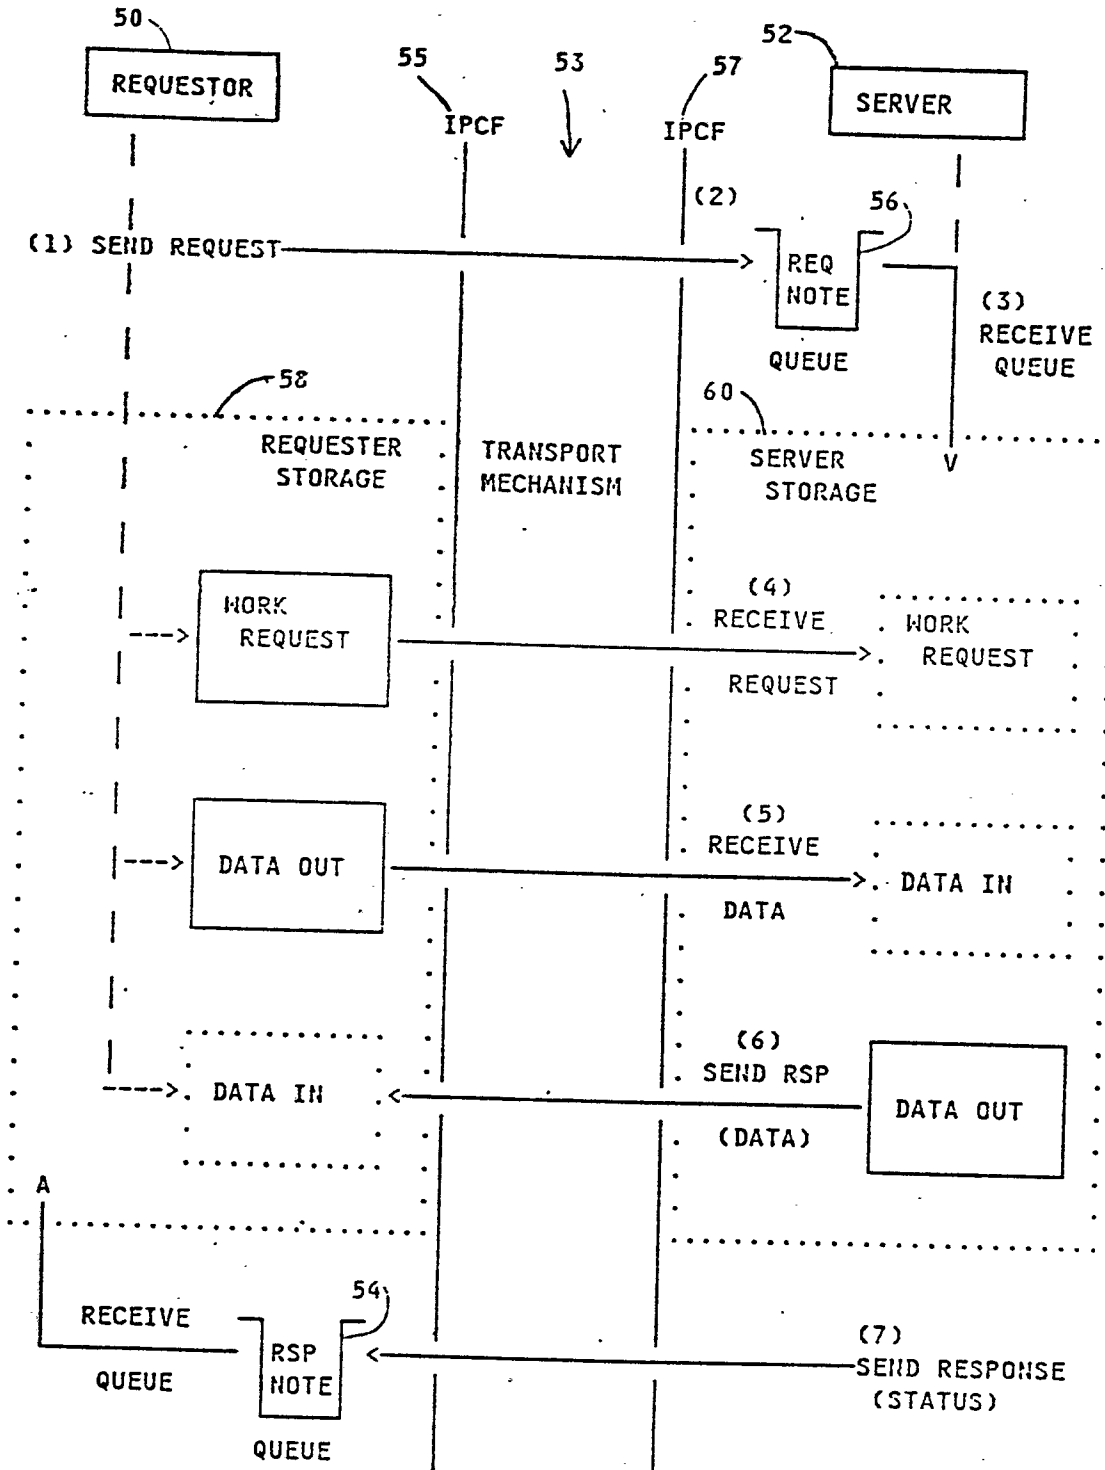 50
REQUESTOR
55
IPCF
53
57
IPCF
52
SERVER
(1) SEND REQUEST
(2)
56
REQ
NOTE
QUEUE
(3)
RECEIVE
QUEUE
58
REQUESTER
STORAGE
TRANSPORT
MECHANISM
60
SERVER
STORAGE
V
WORK
REQUEST
(4)
RECEIVE
REQUEST
WORK
REQUEST
DATA OUT
(5)
RECEIVE
DATA
DATA IN
DATA IN
(6)
SEND RSP
(DATA)
DATA OUT
A
RECEIVE
QUEUE
54
RSP
NOTE
QUEUE
(7)
SEND RESPONSE
(STATUS)